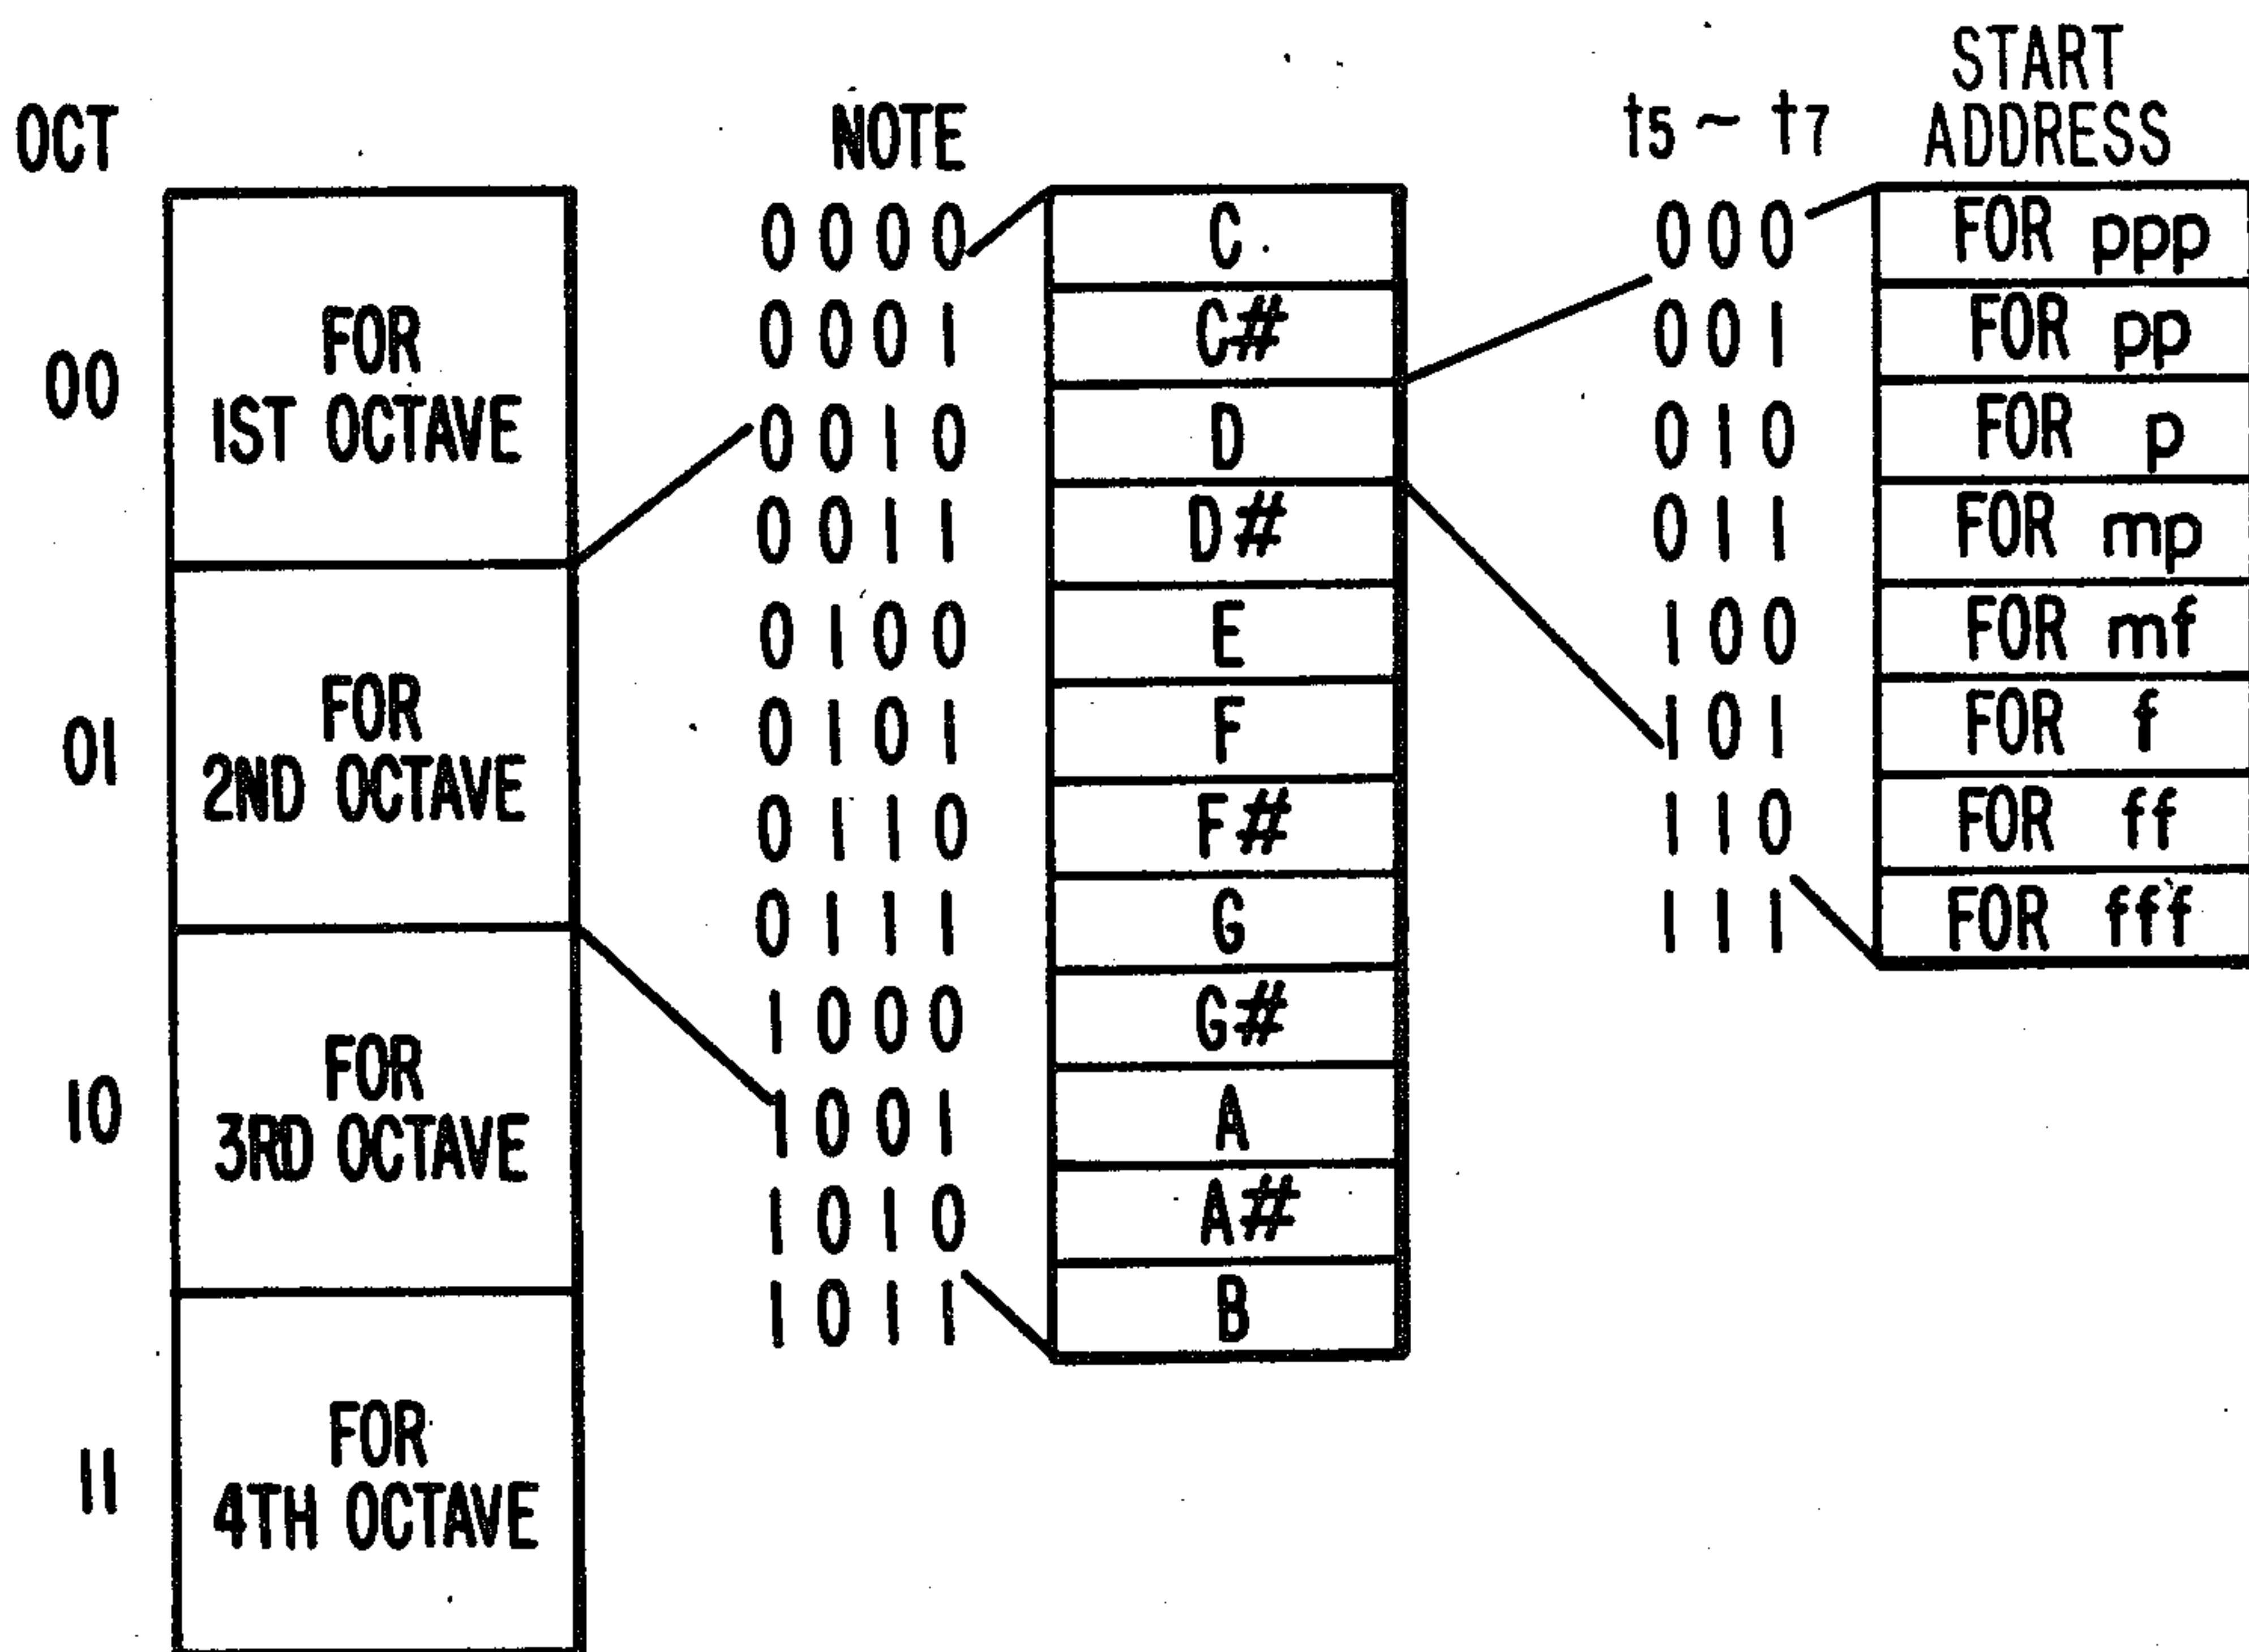 OCT
00
FOR
1ST OCTAVE
01
FOR
2ND OCTAVE
10
FOR
3RD OCTAVE
11
FOR
4TH OCTAVE
NOTE
0000 C
0001 C#
0010 D
0011 D#
0100 E
0101 F
0110 F#
0111 G
1000 G#
1001 A
1010 A#
1011 B
t5 ~ t7
START
ADDRESS
000 FOR ppp
001 FOR pp
010 FOR p
011 FOR mp
100 FOR mf
101 FOR f
110 FOR ff
111 FOR fff